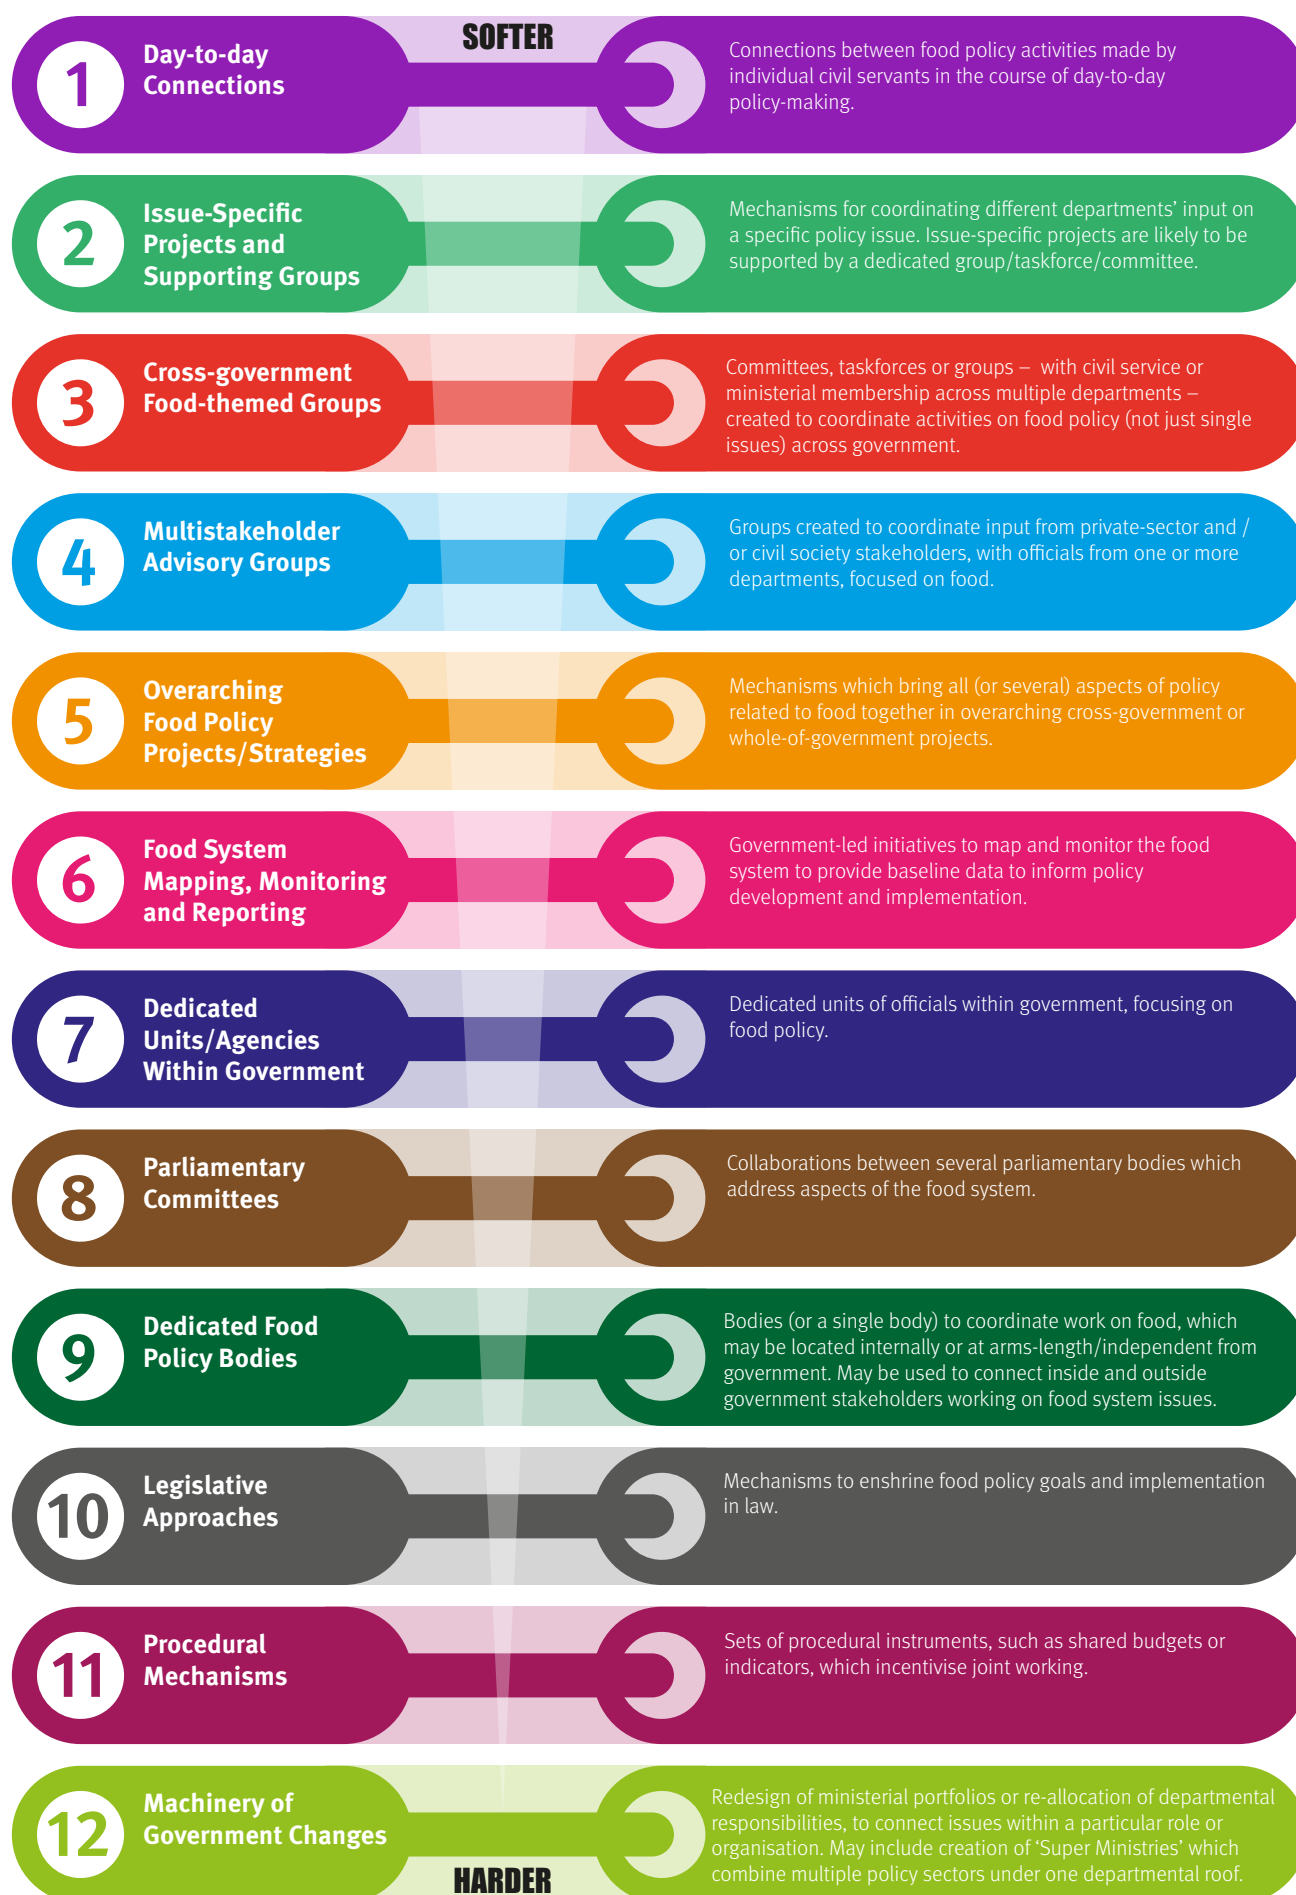 SOFTER
1
Day-to-day
Connections
Connections between food policy activities made by
individual civil servants in the course of day-to-day
policy-making.
2
Issue-Specific
Projects and
Supporting Groups
Mechanisms for coordinating different departments’ input on
a specific policy issue. Issue-specific projects are likely to be
supported by a dedicated group/taskforce/committee.
3
Cross-government
Food-themed Groups
Committees, taskforces or groups – with civil service or
ministerial membership across multiple departments –
created to coordinate activities on food policy (not just single
issues) across government.
4
Multistakeholder
Advisory Groups
Groups created to coordinate input from private-sector and /
or civil society stakeholders, with officials from one or more
departments, focused on food.
5
Overarching
Food Policy
Projects/Strategies
Mechanisms which bring all (or several) aspects of policy
related to food together in overarching cross-government or
whole-of-government projects.
6
Food System
Mapping, Monitoring
and Reporting
Government-led initiatives to map and monitor the food
system to provide baseline data to inform policy
development and implementation.
7
Dedicated
Units/Agencies
Within Government
Dedicated units of officials within government, focusing on
food policy.
8
Parliamentary
Committees
Collaborations between several parliamentary bodies which
address aspects of the food system.
9
Dedicated Food
Policy Bodies
Bodies (or a single body) to coordinate work on food, which
may be located internally or at arms-length/independent from
government. May be used to connect inside and outside
government stakeholders working on food system issues.
10
Legislative
Approaches
Mechanisms to enshrine food policy goals and implementation
in law.
11
Procedural
Mechanisms
Sets of procedural instruments, such as shared budgets or
indicators, which incentivise joint working.
12
Machinery of
Government Changes
Redesign of ministerial portfolios or re-allocation of departmental
responsibilities, to connect issues within a particular role or
organisation. May include creation of ‘Super Ministries’ which
combine multiple policy sectors under one departmental roof.
HARDER